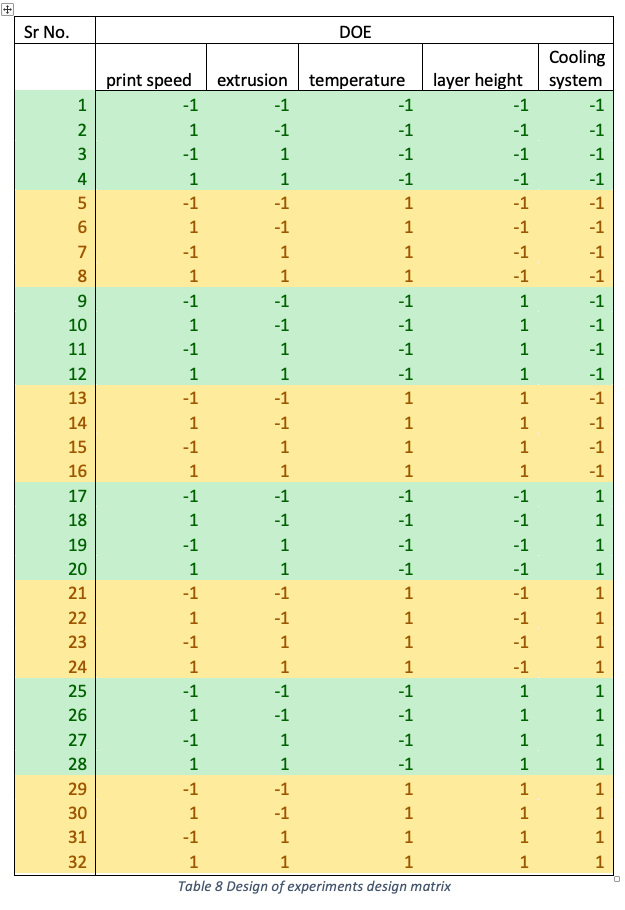 Sr No. DOE
Cooling
print speed extrusion temperature layer height system
1 -1 -1 -1 -1 -1
2 1 -1 -1 -1 -1
3 -1 1 -1 -1 -1
4 1 1 -1 -1 -1
5 -1 -1 1 -1 -1
6 1 -1 1 -1 -1
7 -1 1 1 -1 -1
8 1 1 1 -1 -1
9 -1 -1 -1 1 -1
10 1 -1 -1 1 -1
11 -1 1 -1 1 -1
12 1 1 -1 1 -1
13 -1 -1 1 1 -1
14 1 -1 1 1 -1
15 -1 1 1 1 -1
16 1 1 1 1 -1
17 -1 -1 -1 -1 1
18 1 -1 -1 -1 1
19 -1 1 -1 -1 1
20 1 1 -1 -1 1
21 -1 -1 1 -1 1
22 1 -1 1 -1 1
23 -1 1 1 -1 1
24 1 1 1 -1 1
25 -1 -1 -1 1 1
26 1 -1 -1 1 1
27 -1 1 -1 1 1
28 1 1 -1 1 1
29 -1 -1 1 1 1
30 1 -1 1 1 1
31 -1 1 1 1 1
32 1 1 1 1 1
Table 8 Design of experiments design matrix